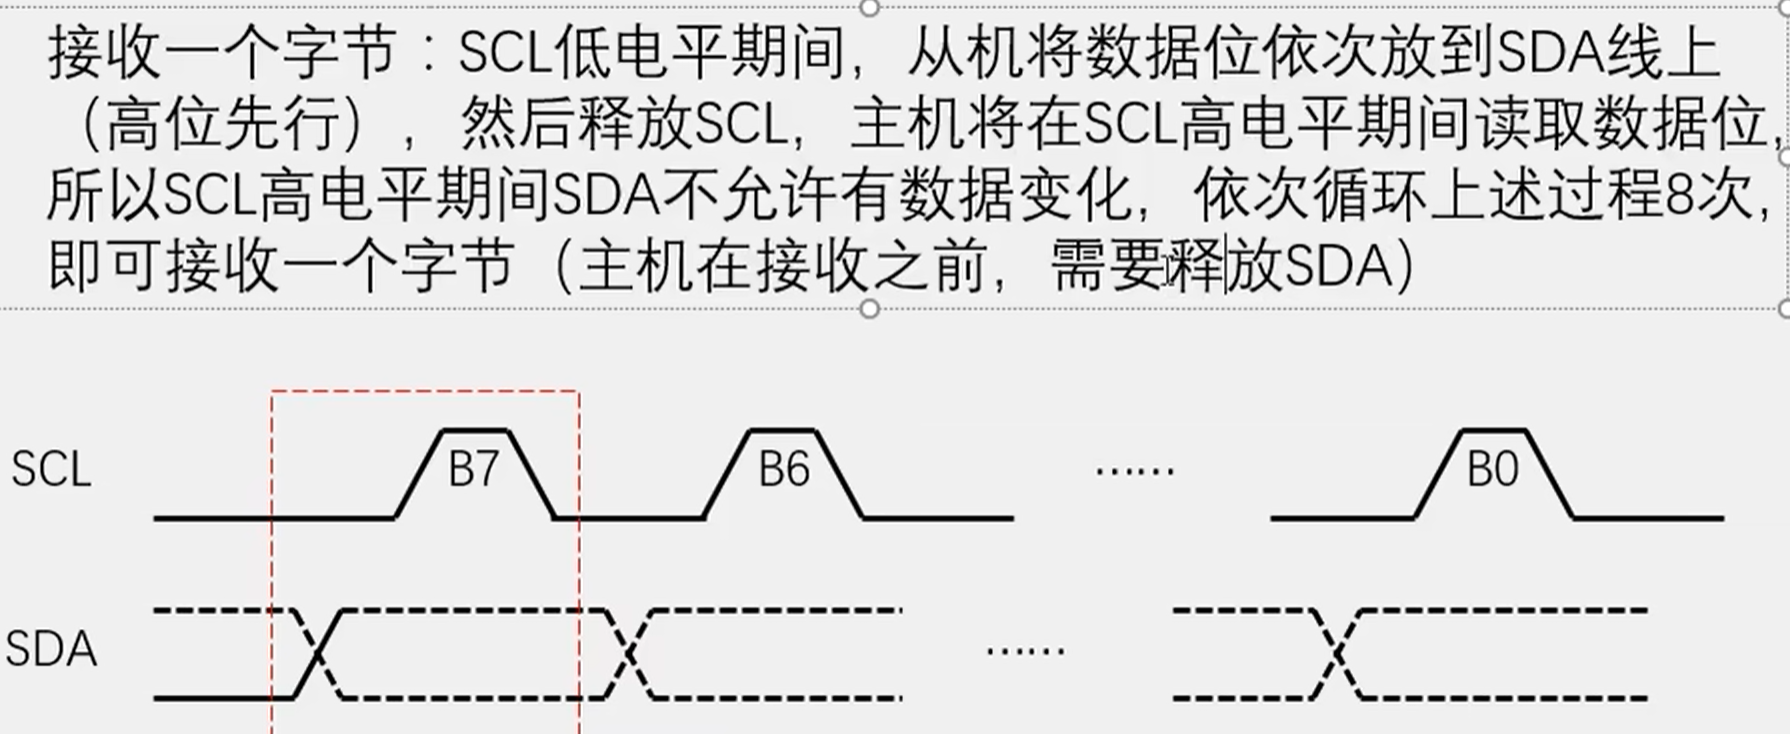 接收一个字节：SCL低电平期间，从机将数据位依次放到SDA线上
（高位先行），然后释放SCL，主机将在SCL高电平期间读取数据位，
所以SCL高电平期间SDA不允许有数据变化，依次循环上述过程8次，
即可接收一个字节（主机在接收之前，需要释放SDA）
SCL B7 B6 …… B0
SDA ……